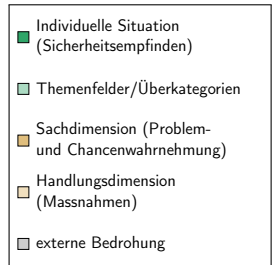 Individuelle Situation
(Sicherheitsempfinden)
Themenfelder/Überkategorien
Sachdimension (Problem-
und Chancenwahrnehmung)
Handlungsdimension
(Massnahmen)
externe Bedrohung